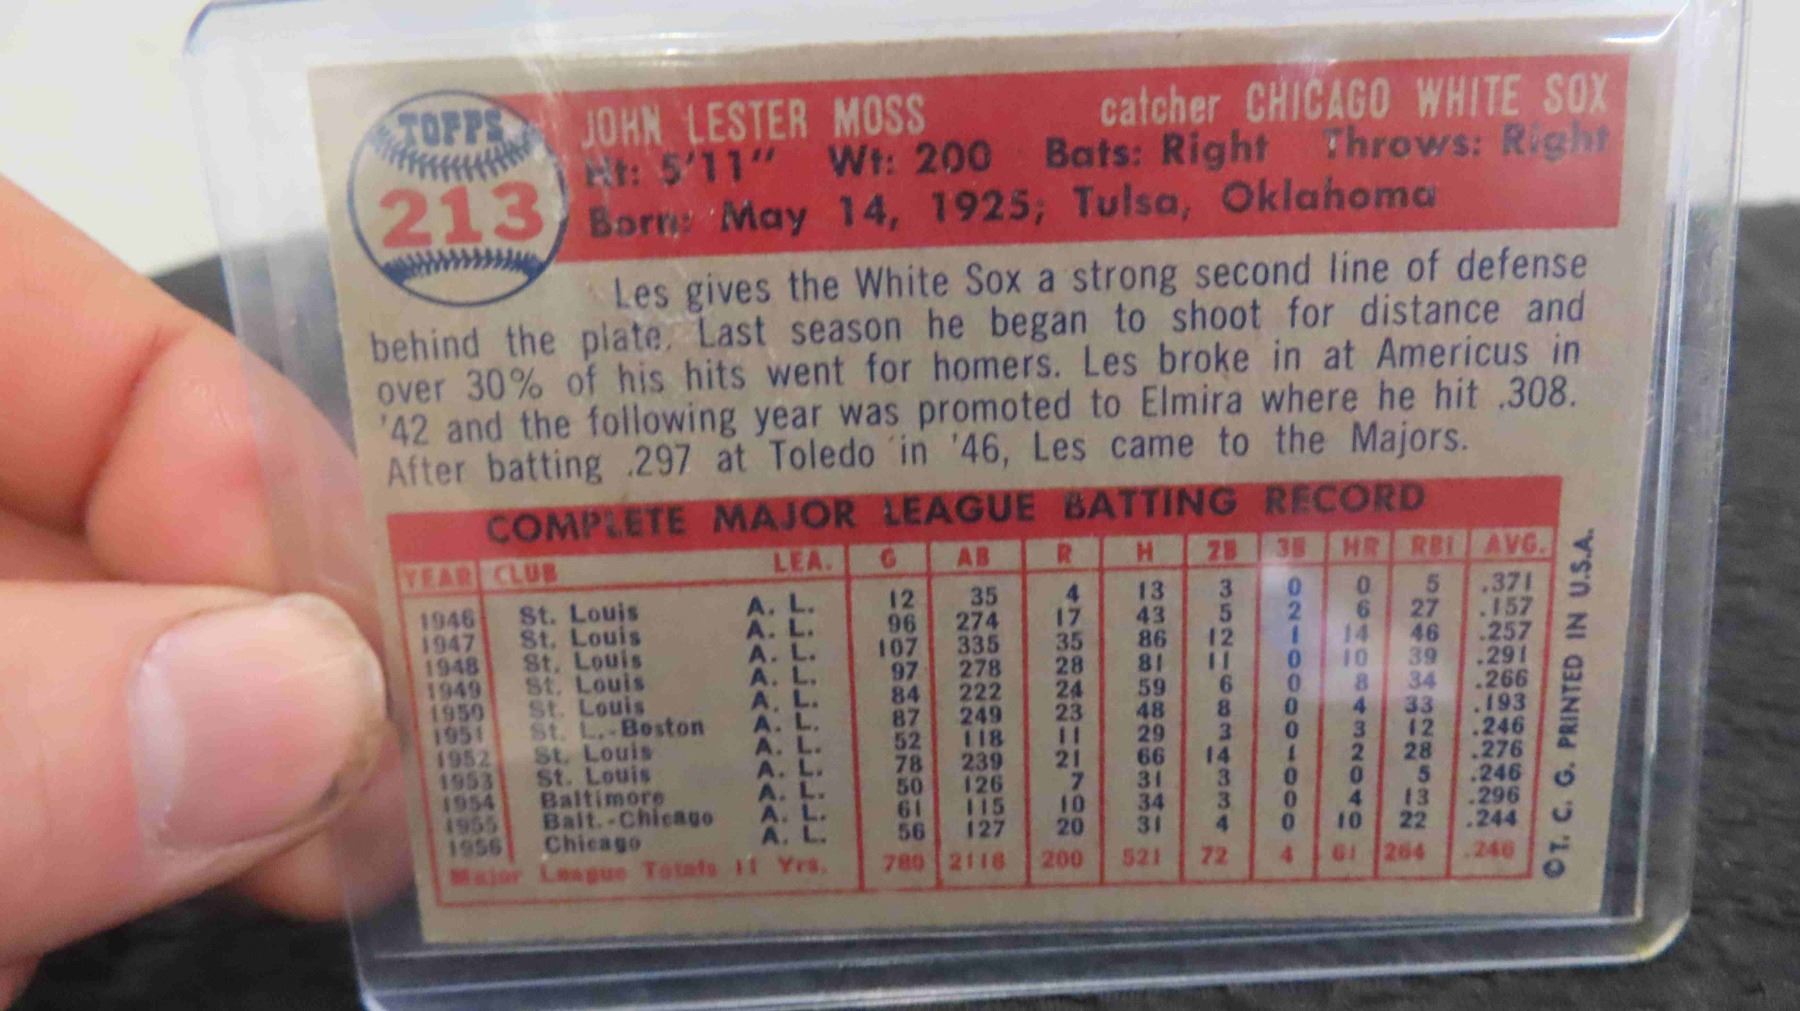 TOPPS
213
JOHN LESTER MOSS catcher CHICAGO WHITE SOX
Ht: 5'11" Wt: 200 Bats: Right Throws: Right
Born: May 14, 1925; Tulsa, Oklahoma
Les gives the White Sox a strong second line of defense
behind the plate. Last season he began to shoot for distance and
over 30% of his hits went for homers. Les broke in at Americus in
'42 and the following year was promoted to Elmira where he hit .308.
After batting .297 at Toledo in '46, Les came to the Majors.
COMPLETE MAJOR LEAGUE BATTING RECORD
YEAR CLUB LEA. G AB R H 2B 3B HR RBI AVG.
1946 St. Louis A. L. 12 35 4 13 3 0 0 5 .371
1947 St. Louis A. L. 96 274 17 43 5 2 6 27 .157
1948 St. Louis A. L. 107 335 35 86 12 1 14 46 .257
1949 St. Louis A. L. 97 278 28 81 11 0 10 39 .291
1950 St. Louis A. L. 84 222 24 59 6 0 8 34 .266
1951 St. L.-Boston A. L. 87 249 23 48 8 0 4 33 .193
1952 St. Louis A. L. 52 118 11 29 3 0 3 12 .246
1953 St. Louis A. L. 78 239 21 66 14 1 2 28 .276
1954 Baltimore A. L. 50 126 7 31 3 0 0 5 .246
1955 Balt.-Chicago A. L. 61 115 10 34 3 0 4 13 .296
1956 Chicago A. L. 56 127 20 31 4 0 10 22 .244
Major League Totals 11 Yrs. 780 2118 200 521 72 4 61 264 .246
©T. C. G. PRINTED IN U.S.A.